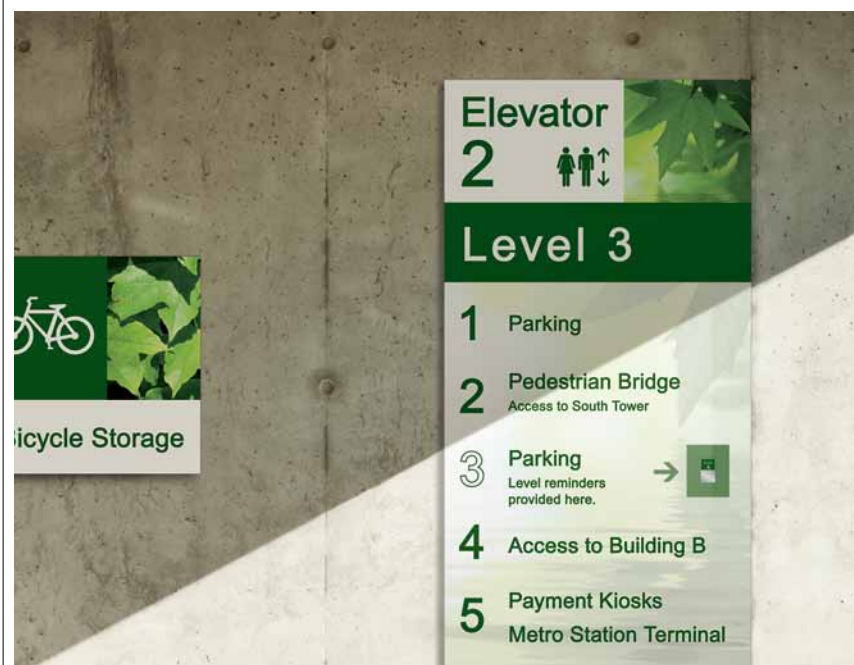 icycle Storage
Elevator
2
Level 3
1 Parking
2 Pedestrian Bridge
Access to South Tower
3 Parking
Level reminders
provided here.
4 Access to Building B
5 Payment Kiosks
Metro Station Terminal